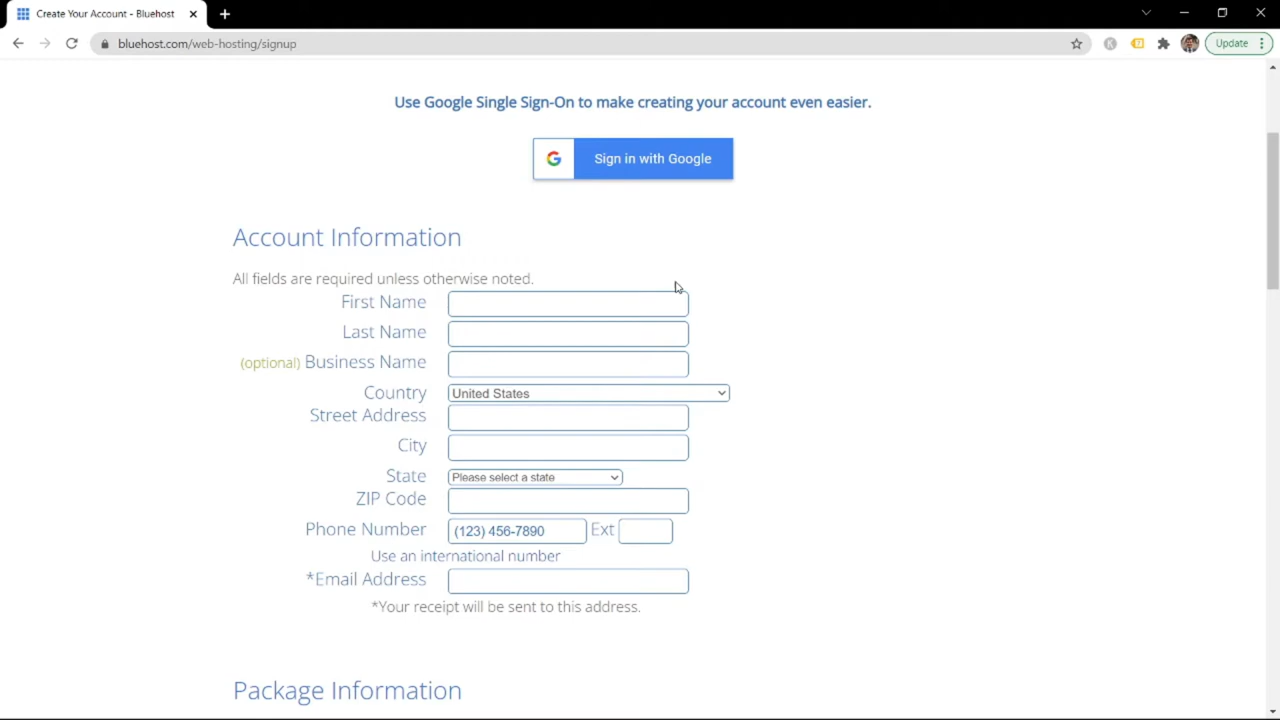 Create Your Account - Bluehost
bluehost.com/web-hosting/signup
Update
Use Google Single Sign-On to make creating your account even easier.
Sign in with Google
Account Information
All fields are required unless otherwise noted.
First Name
Last Name
(optional) Business Name
Country United States
Street Address
City
State Please select a state
ZIP Code
Phone Number (123) 456-7890 Ext
Use an international number
*Email Address
*Your receipt will be sent to this address.
Package Information